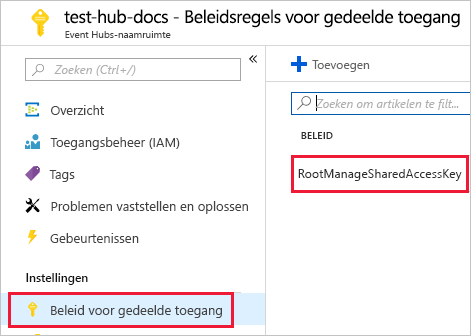 test-hub-docs - Beleidsregels voor gedeelde toegang
Event Hubs-naamruimte
Zoeken (Ctrl+/)
«
Overzicht
Toegangsbeheer (IAM)
Tags
Problemen vaststellen en oplossen
Gebeurtenissen
Instellingen
Beleid voor gedeelde toegang
Toevoegen
Zoeken om artikelen te filt...
BELEID
RootManageSharedAccessKey